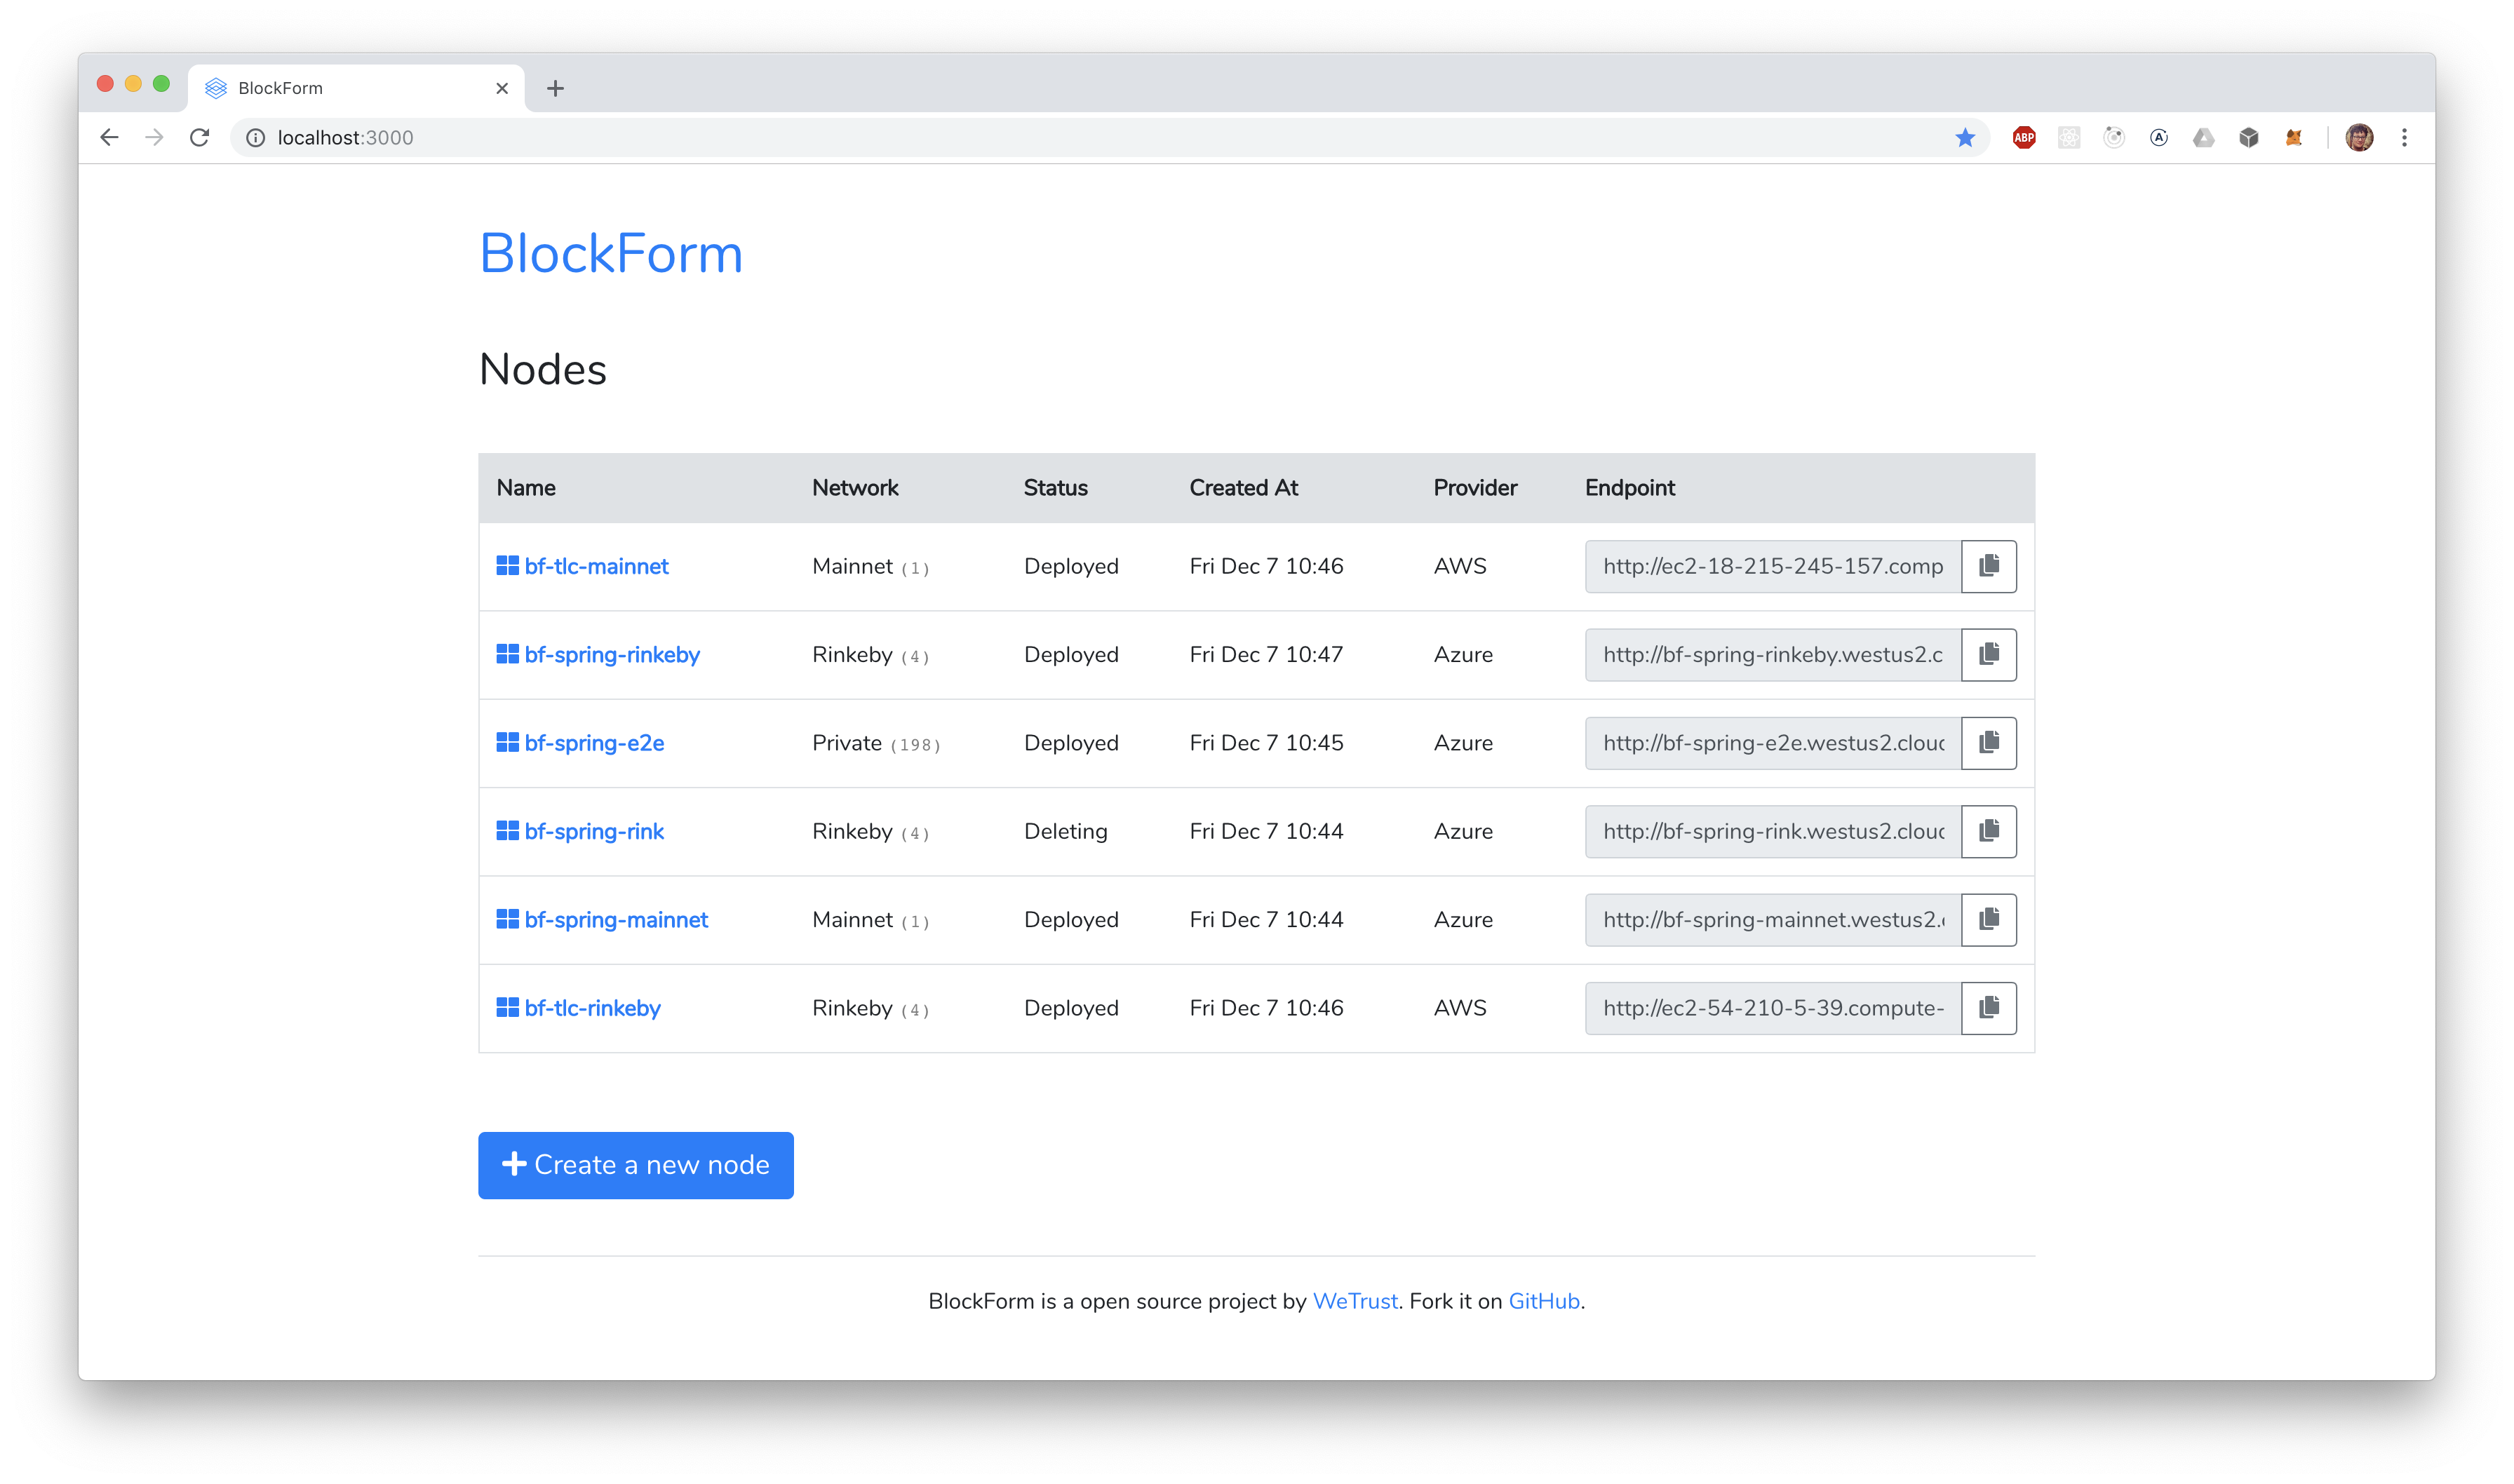 BlockForm
localhost:3000
ABP
BlockForm
Nodes
Name Network Status Created At Provider Endpoint
bf-tlc-mainnet Mainnet (1) Deployed Fri Dec 7 10:46 AWS http://ec2-18-215-245-157.comp
bf-spring-rinkeby Rinkeby (4) Deployed Fri Dec 7 10:47 Azure http://bf-spring-rinkeby.westus2.c
bf-spring-e2e Private (198) Deployed Fri Dec 7 10:45 Azure http://bf-spring-e2e.westus2.clouc
bf-spring-rink Rinkeby (4) Deleting Fri Dec 7 10:44 Azure http://bf-spring-rink.westus2.clouc
bf-spring-mainnet Mainnet (1) Deployed Fri Dec 7 10:44 Azure http://bf-spring-mainnet.westus2.
bf-tlc-rinkeby Rinkeby (4) Deployed Fri Dec 7 10:46 AWS http://ec2-54-210-5-39.compute-
Create a new node
BlockForm is a open source project by WeTrust. Fork it on GitHub.